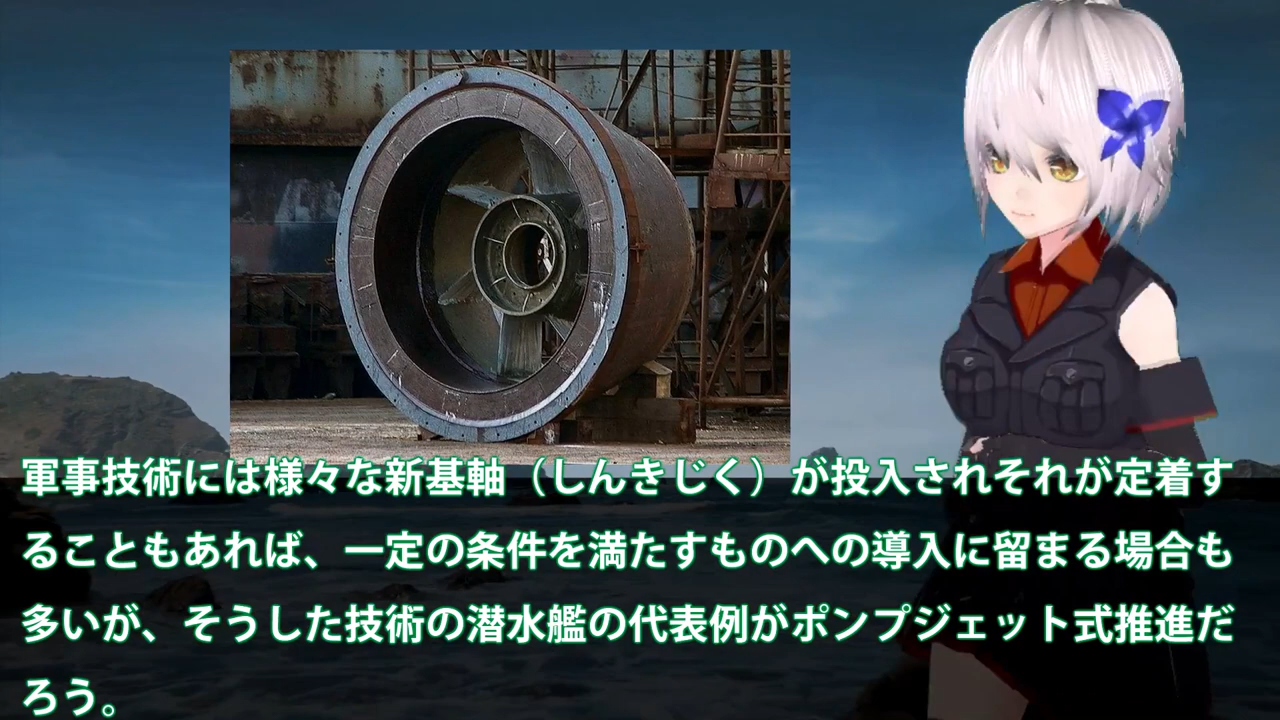 軍事技術には様々な新基軸（しんきじく）が投入されそれが定着す
ることもあれば、一定の条件を満たすものへの導入に留まる場合も
多いが、そうした技術の潜水艦の代表例がポンプジェット式推進だ
ろう。